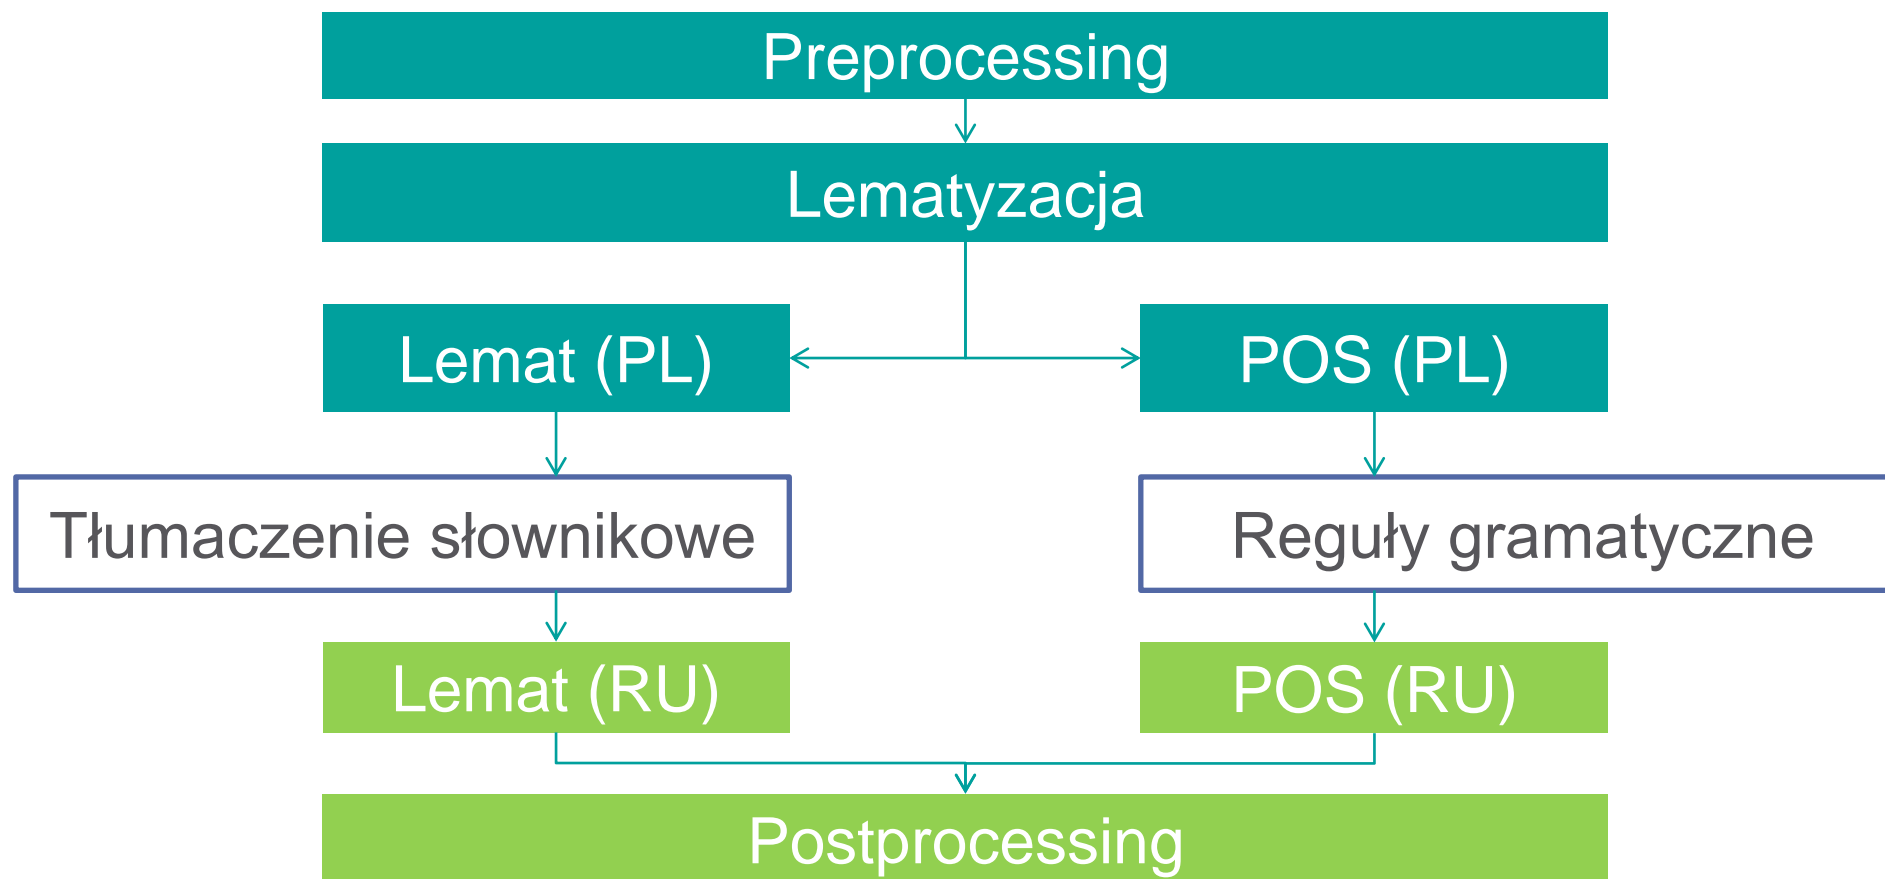 Preprocessing
Lematyzacja
Lemat (PL)
POS (PL)
Tłumaczenie słownikowe
Reguły gramatyczne
Lemat (RU)
POS (RU)
Postprocessing